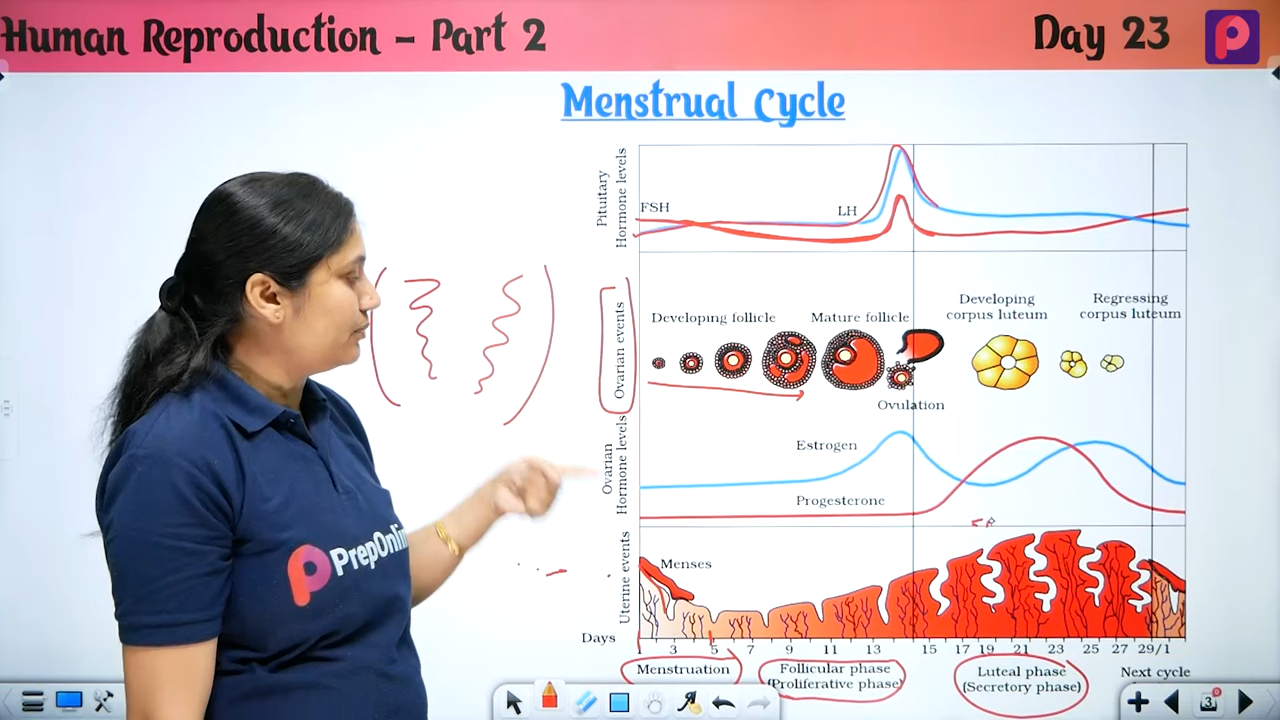 Human Reproduction – Part 2
Day 23
Menstrual Cycle
Pituitary
Hormone levels
FSH
LH
Ovarian events
Developing follicle
Mature follicle
Developing
corpus luteum
Regressing
corpus luteum
Ovulation
Ovarian
Hormone levels
Estrogen
Progesterone
Uterine events
Menses
Days
1 3 5 7 9 11 13 15 17 19 21 23 25 27 29/1
Menstruation
Follicular phase
(Proliferative phase)
Luteal phase
(Secretory phase)
Next cycle
PrepOnlin
3